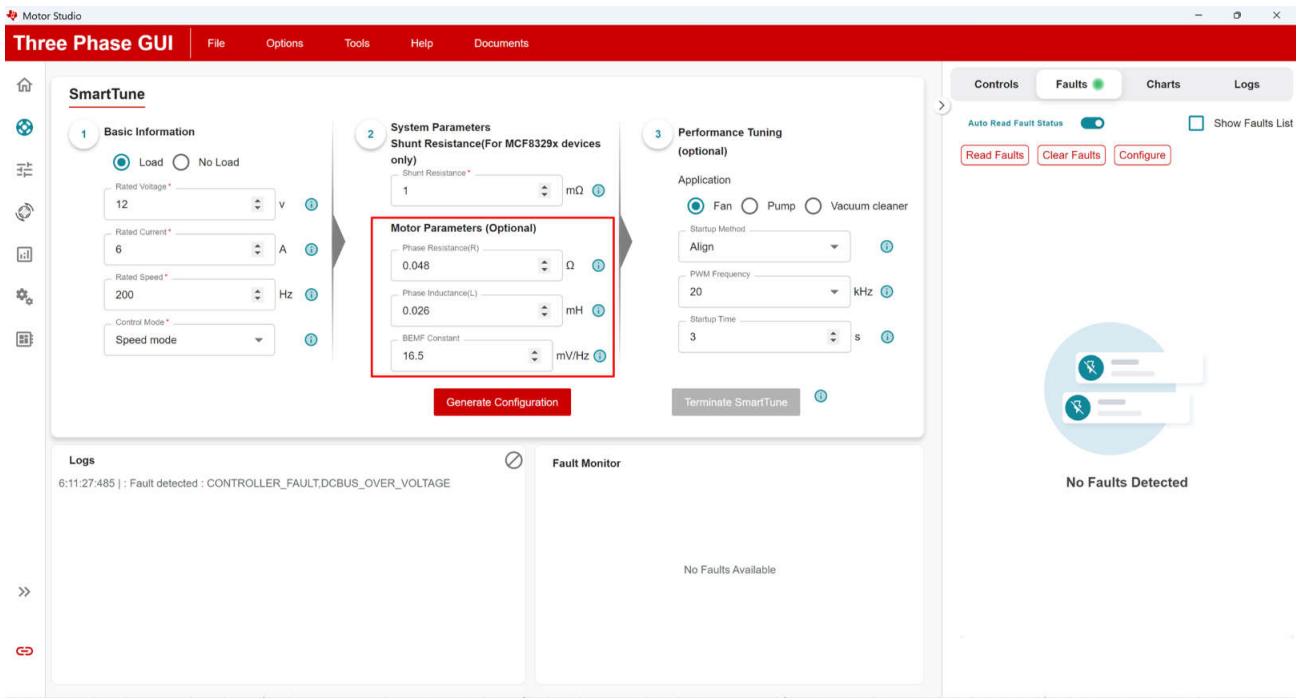 Motor Studio
Three Phase GUI File Options Tools Help Documents
SmartTune
1 Basic Information
Load No Load
Rated Voltage *
12 v
Rated Current *
6 A
Rated Speed *
200 Hz
Control Mode *
Speed mode
2 System Parameters
Shunt Resistance(For MCF8329x devices
only)
Shunt Resistance *
1 mΩ
Motor Parameters (Optional)
Phase Resistance(R)
0.048 Ω
Phase Inductance(L)
0.026 mH
BEMF Constant
16.5 mV/Hz
Generate Configuration
3 Performance Tuning
(optional)
Application
Fan Pump Vacuum cleaner
Startup Method
Align
PWM Frequency
20 kHz
Startup Time
3 s
Terminate SmartTune
Logs
6:11:27:485 | : Fault detected : CONTROLLER_FAULT,DCBUS_OVER_VOLTAGE
Fault Monitor
No Faults Available
Controls Faults Charts Logs
Auto Read Fault Status Show Faults List
Read Faults Clear Faults Configure
No Faults Detected